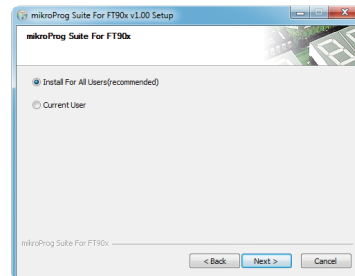 mikroProg Suite For FT90x v1.00 Setup
mikroProg Suite For FT90x
Install For All Users(recommended)
Current User
mikroProg Suite For FT90x
< Back
Next >
Cancel